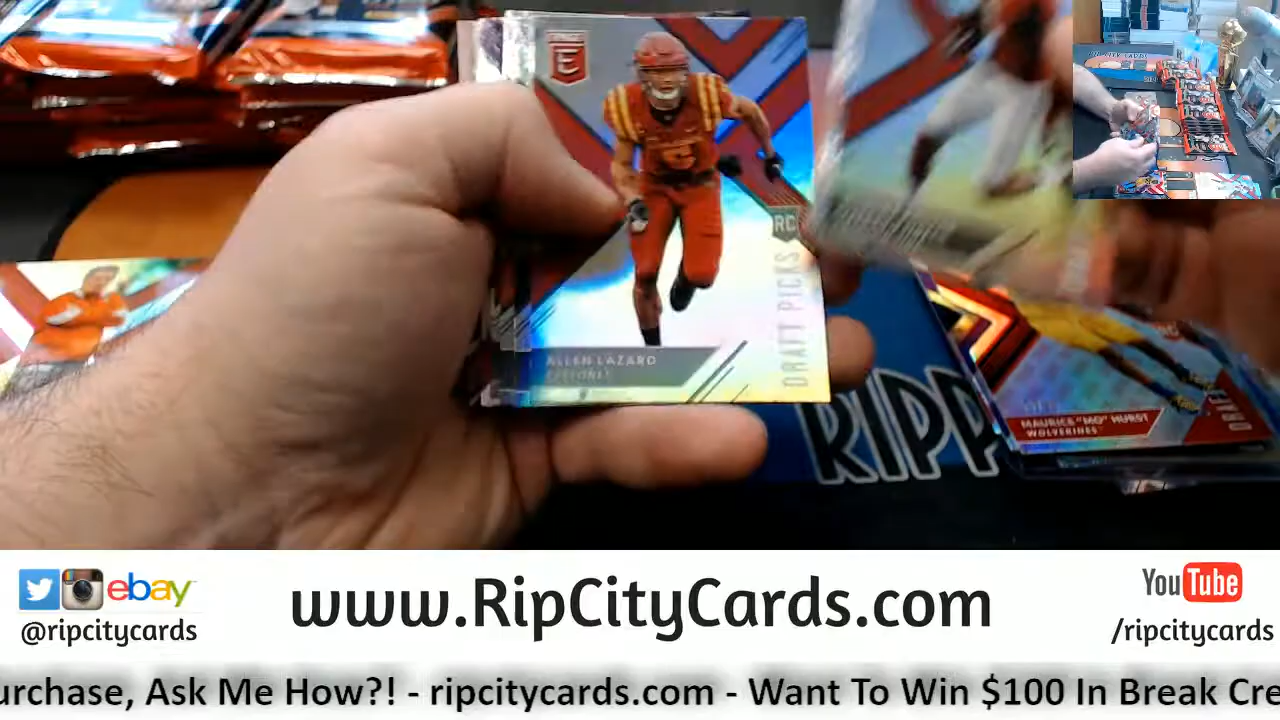 E
RC
DRAFT PICKS
ALLEN LAZARD
CYCLONES
RIPP
MAURICE "MO" HURST
WOLVERINES
ebay
@ripcitycards
www.RipCityCards.com
YouTube
/ripcitycards
urchase, Ask Me How?! - ripcitycards.com - Want To Win $100 In Break Cre